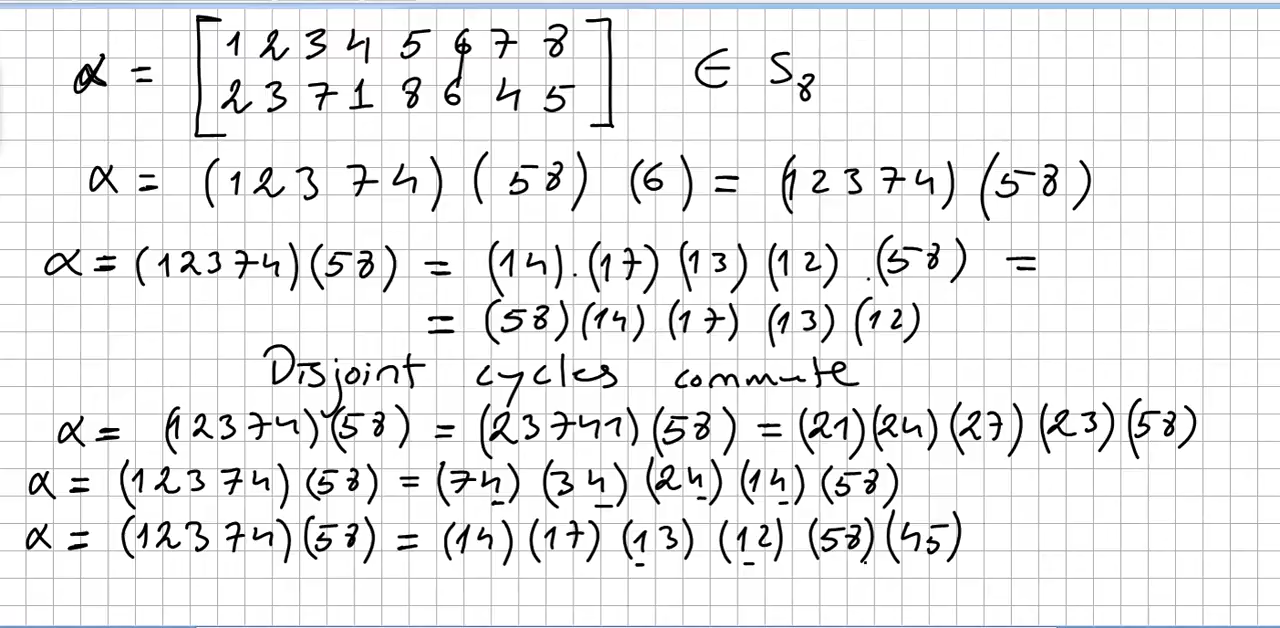 α = [ 1 2 3 4 5 6 7 8 ] ∈ S₈
[ 2 3 7 1 8 6 4 5 ]
α = (1 2 3 7 4) (5 8) (6) = (1 2 3 7 4) (5 8)
α = (1 2 3 7 4)(5 8) = (1 4).(1 7)(1 3)(1 2).(5 8) =
= (5 8)(1 4)(1 7)(1 3)(1 2)
Disjoint cycles commute
α = (1 2 3 7 4)(5 8) = (2 3 7 4 1)(5 8) = (2 1)(2 4)(2 7)(2 3)(5 8)
α = (1 2 3 7 4)(5 8) = (7 4)(3 4)(2 4)(1 4)(5 8)
α = (1 2 3 7 4)(5 8) = (1 4)(1 7)(1 3)(1 2)(5 8)(4 5)